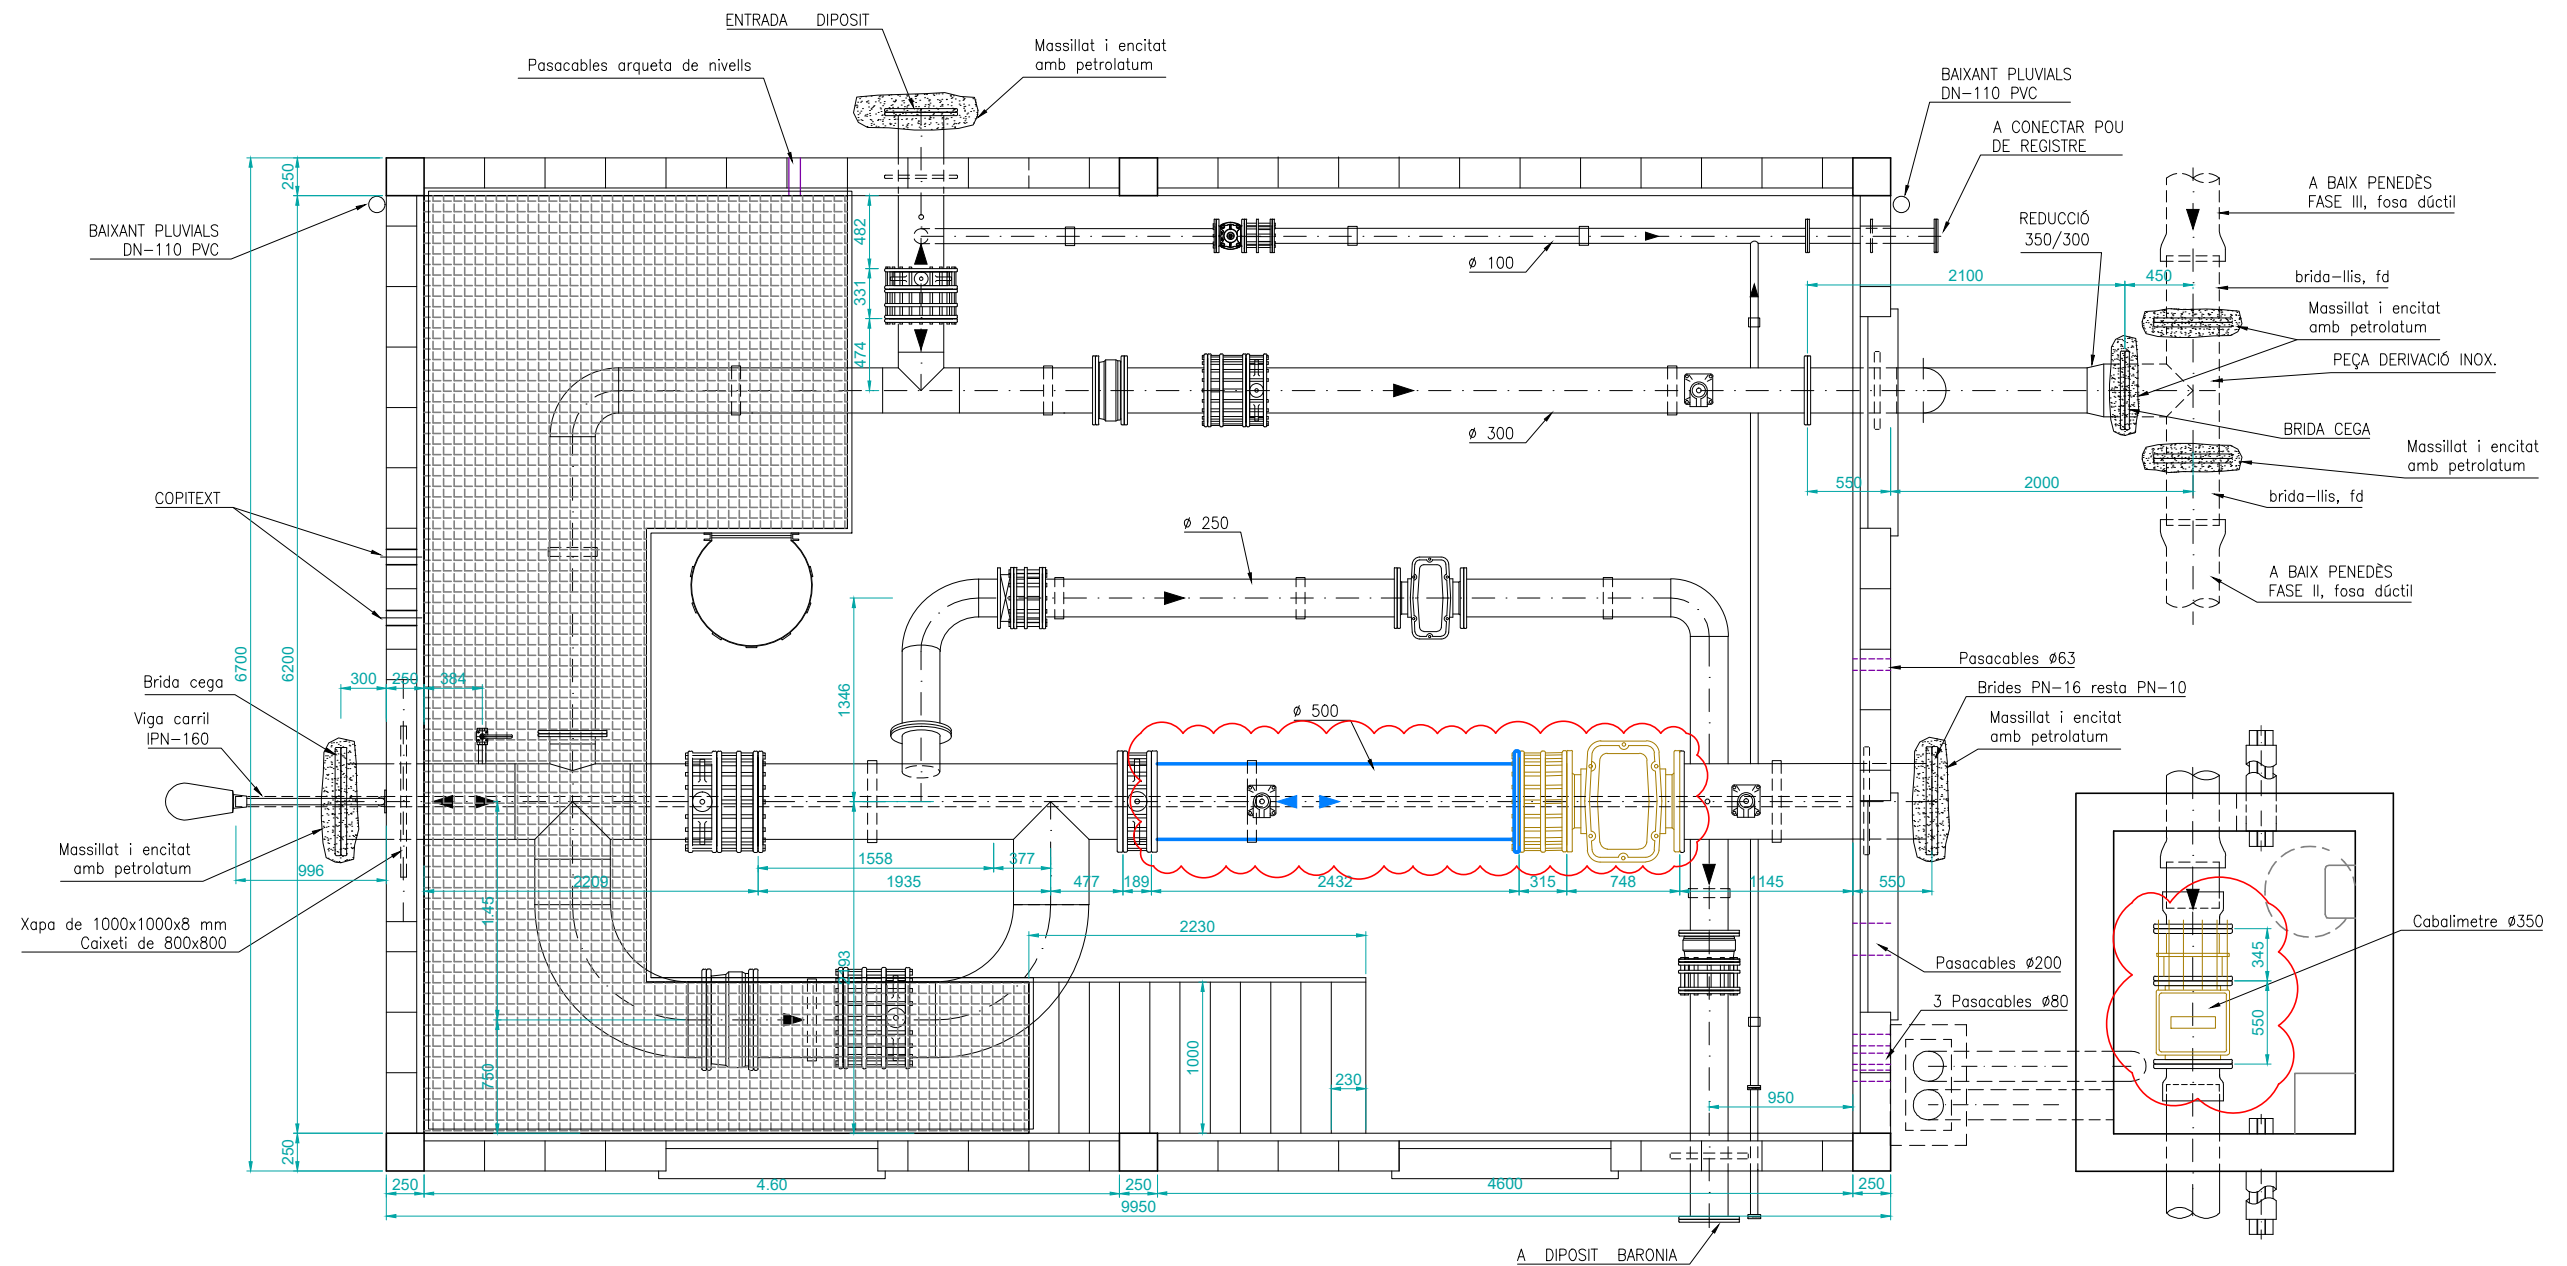 ENTRADA DIPOSIT
Massillat i encitat
amb petrolatum
Pasacables arqueta de nivells
BAIXANT PLUVIALS
DN-110 PVC
A CONECTAR POU
DE REGISTRE
A BAIX PENEDÈS
FASE III, fosa dúctil
REDUCCIÓ
350/300
BAIXANT PLUVIALS
DN-110 PVC
250
482
331
474
ø 100
2100
450
brida-llis, fd
Massillat i encitat
amb petrolatum
PEÇA DERIVACIÓ INOX.
BRIDA CEGA
ø 300
Massillat i encitat
amb petrolatum
550
2000
brida-llis, fd
COPITEXT
ø 250
A BAIX PENEDÈS
FASE II, fosa dúctil
6700
6200
Brida cega
300
250
384
1346
Pasacables ø63
Brides PN-16 resta PN-10
Viga carril
IPN-160
ø 500
Massillat i encitat
amb petrolatum
Massillat i encitat
amb petrolatum
996
1558
377
2209
1935
477
189
2432
315
748
1145
550
1.45
Xapa de 1000x1000x8 mm
Caixeti de 800x800
2230
Cabalimetre ø350
345
550
Pasacables ø200
3 Pasacables ø80
750
1000
230
950
250
250
4.60
250
4600
250
9950
A DIPOSIT BARONIA